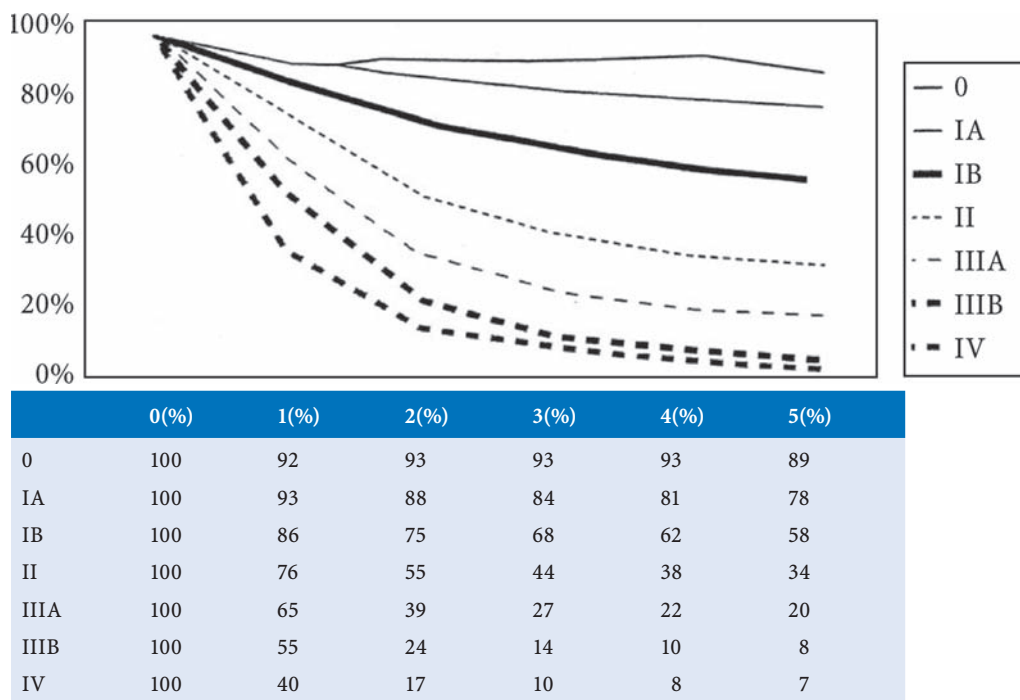 100%
80%
60%
40%
20%
0%
0
IA
IB
II
IIIA
IIIB
IV
0(%) 1(%) 2(%) 3(%) 4(%) 5(%)
0 100 92 93 93 93 89
IA 100 93 88 84 81 78
IB 100 86 75 68 62 58
II 100 76 55 44 38 34
IIIA 100 65 39 27 22 20
IIIB 100 55 24 14 10 8
IV 100 40 17 10 8 7